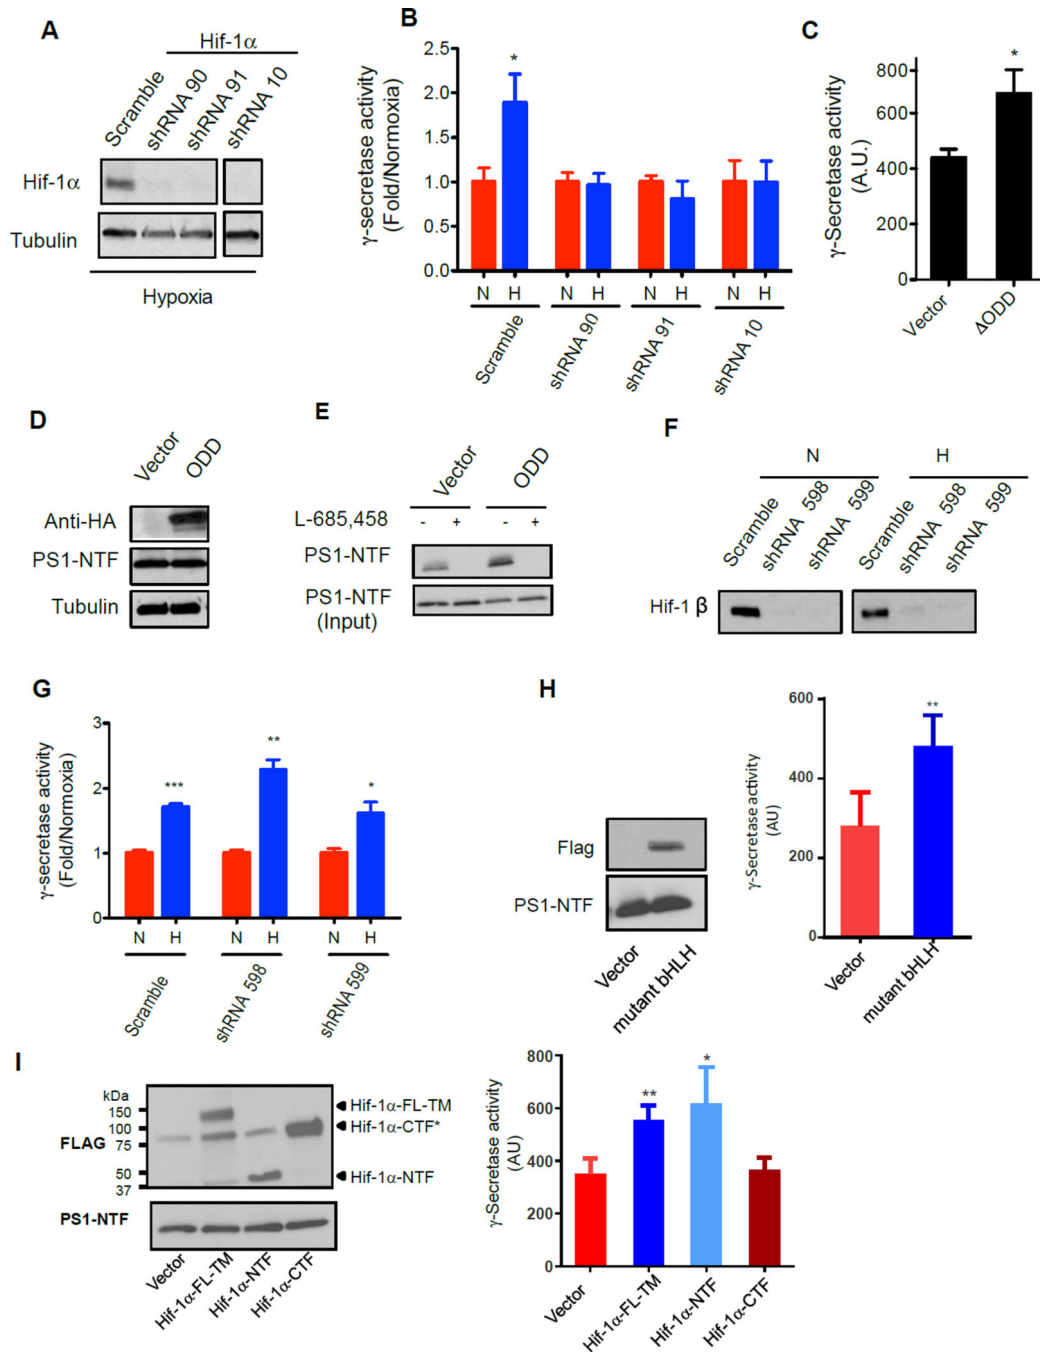 A
Hif-1α
Scramble
shRNA 90
shRNA 91
shRNA 10
Hif-1α
Tubulin
Hypoxia
B
γ-secretase activity
(Fold/Normoxia)
2.5
2.0
1.5
1.0
0.5
0.0
*
N H N H N H N H
Scramble
shRNA 90
shRNA 91
shRNA 10
C
γ-Secretase activity
(A.U.)
800
600
400
200
0
*
Vector
ΔODD
D
Vector
ODD
Anti-HA
PS1-NTF
Tubulin
E
Vector
ODD
L-685,458 - + - +
PS1-NTF
PS1-NTF
(Input)
F
N H
Scramble
shRNA 598
shRNA 599
Scramble
shRNA 598
shRNA 599
Hif-1 β
G
γ-secretase activity
(Fold/Normoxia)
3
2
1
0
***
**
*
N H N H N H
Scramble
shRNA 598
shRNA 599
H
Flag
PS1-NTF
Vector
mutant bHLH
γ-Secretase activity
(AU)
600
400
200
0
**
Vector
mutant bHLH
I
kDa
150
100
75
50
37
FLAG
Hif-1α-FL-TM
Hif-1α-CTF*
Hif-1α-NTF
PS1-NTF
Vector
Hif-1α-FL-TM
Hif-1α-NTF
Hif-1α-CTF
γ-Secretase activity
(AU)
800
600
400
200
0
**
*
Vector
Hif-1α-FL-TM
Hif-1α-NTF
Hif-1α-CTF